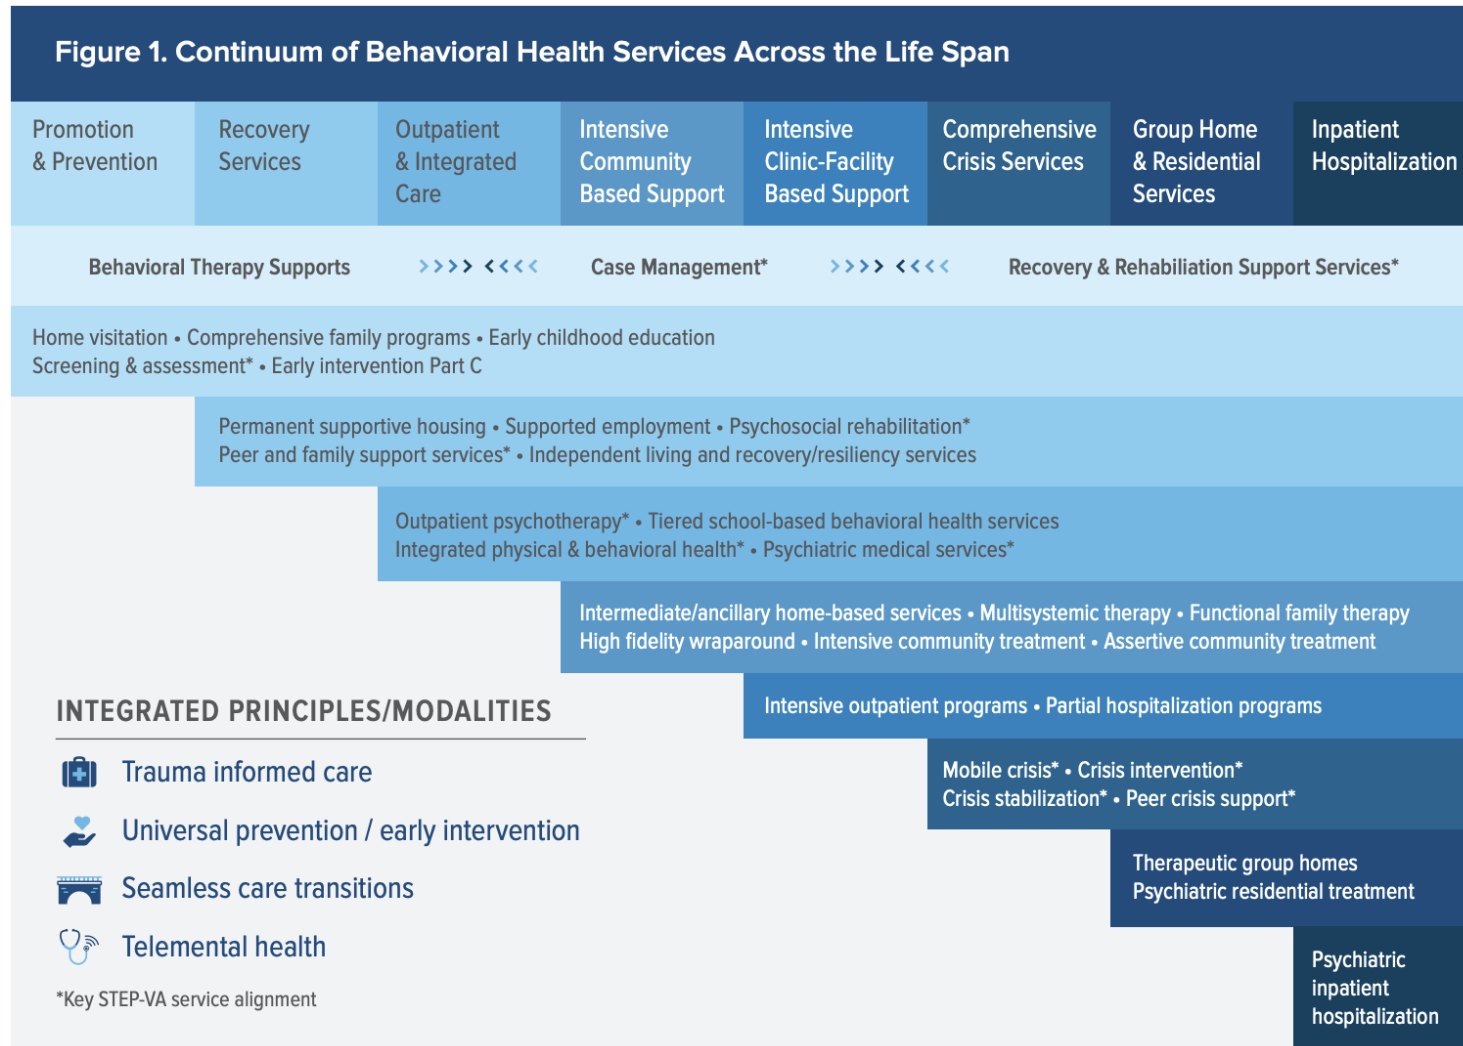 Figure 1. Continuum of Behavioral Health Services Across the Life Span
Promotion
& Prevention
Recovery
Services
Outpatient
& Integrated
Care
Intensive
Community
Based Support
Intensive
Clinic-Facility
Based Support
Comprehensive
Crisis Services
Group Home
& Residential
Services
Inpatient
Hospitalization
Behavioral Therapy Supports
Case Management*
Recovery & Rehabiliation Support Services*
Home visitation • Comprehensive family programs • Early childhood education
Screening & assessment* • Early intervention Part C
Permanent supportive housing • Supported employment • Psychosocial rehabilitation*
Peer and family support services* • Independent living and recovery/resiliency services
Outpatient psychotherapy* • Tiered school-based behavioral health services
Integrated physical & behavioral health* • Psychiatric medical services*
Intermediate/ancillary home-based services • Multisystemic therapy • Functional family therapy
High fidelity wraparound • Intensive community treatment • Assertive community treatment
Intensive outpatient programs • Partial hospitalization programs
Mobile crisis* • Crisis intervention*
Crisis stabilization* • Peer crisis support*
Therapeutic group homes
Psychiatric residential treatment
Psychiatric
inpatient
hospitalization
INTEGRATED PRINCIPLES/MODALITIES
Trauma informed care
Universal prevention / early intervention
Seamless care transitions
Telemental health
*Key STEP-VA service alignment